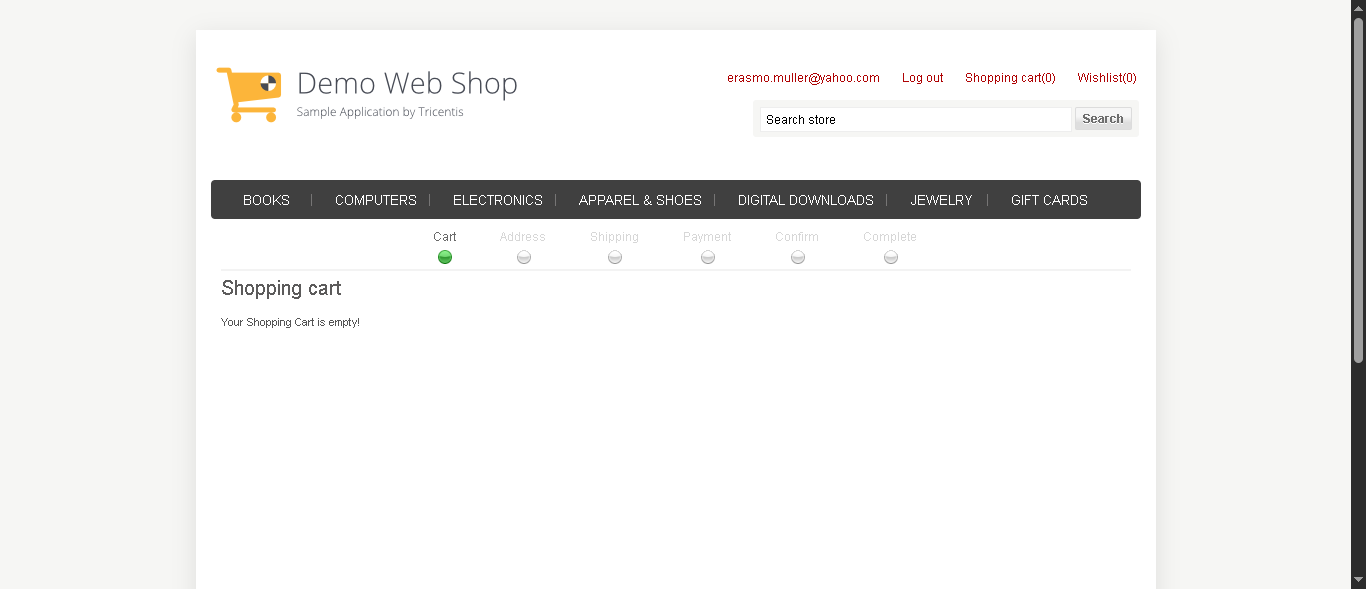 Demo Web Shop
Sample Application by Tricentis
erasmo.muller@yahoo.com Log out Shopping cart(0) Wishlist(0)
Search store Search
BOOKS COMPUTERS ELECTRONICS APPAREL & SHOES DIGITAL DOWNLOADS JEWELRY GIFT CARDS
Cart Address Shipping Payment Confirm Complete
Shopping cart
Your Shopping Cart is empty!